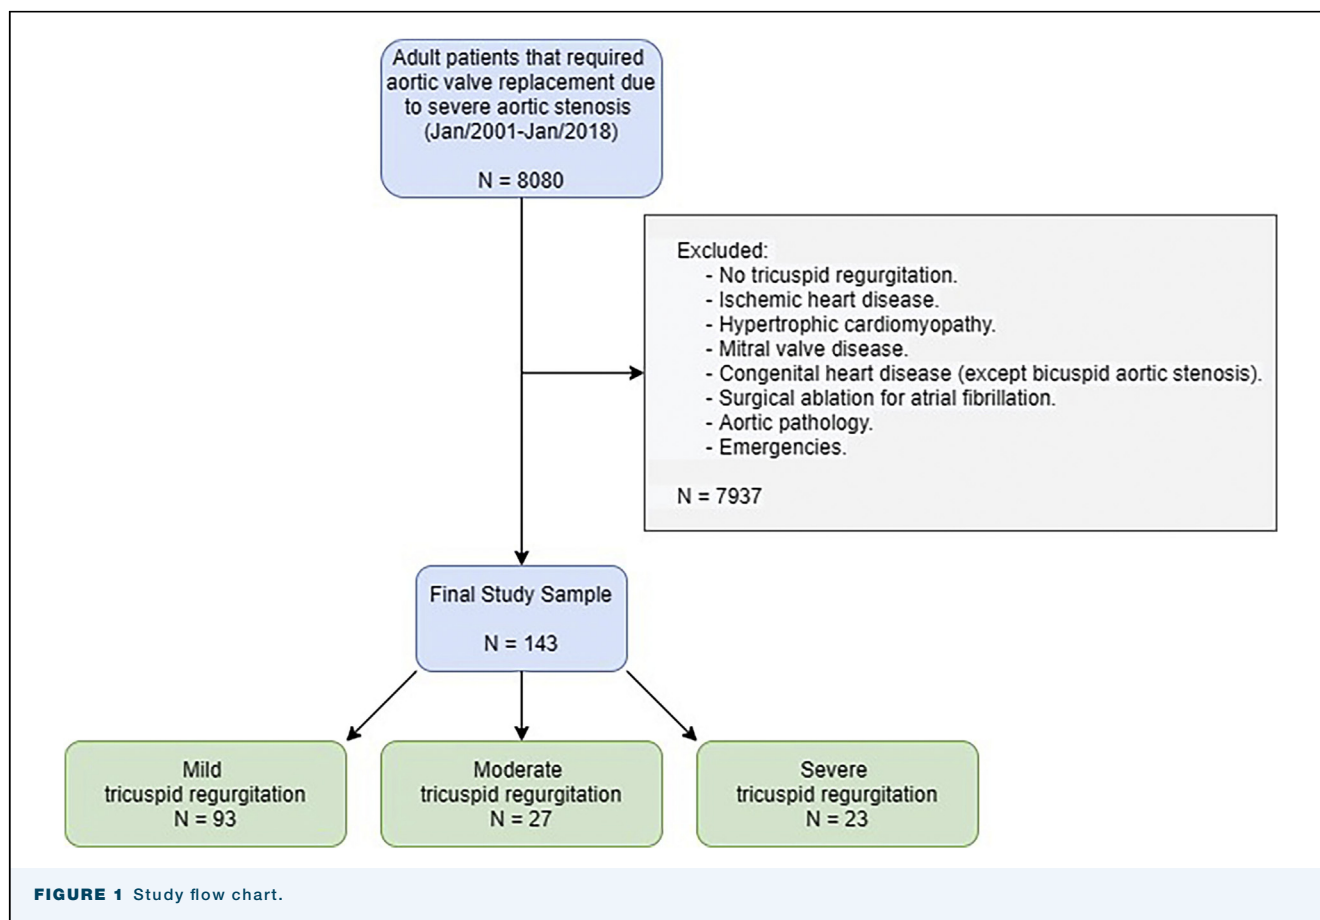 Adult patients that required
aortic valve replacement due
to severe aortic stenosis
(Jan/2001-Jan/2018)
N = 8080
Excluded:
- No tricuspid regurgitation.
- Ischemic heart disease.
- Hypertrophic cardiomyopathy.
- Mitral valve disease.
- Congenital heart disease (except bicuspid aortic stenosis).
- Surgical ablation for atrial fibrillation.
- Aortic pathology.
- Emergencies.
N = 7937
Final Study Sample
N = 143
Mild
tricuspid regurgitation
N = 93
Moderate
tricuspid regurgitation
N = 27
Severe
tricuspid regurgitation
N = 23
FIGURE 1 Study flow chart.